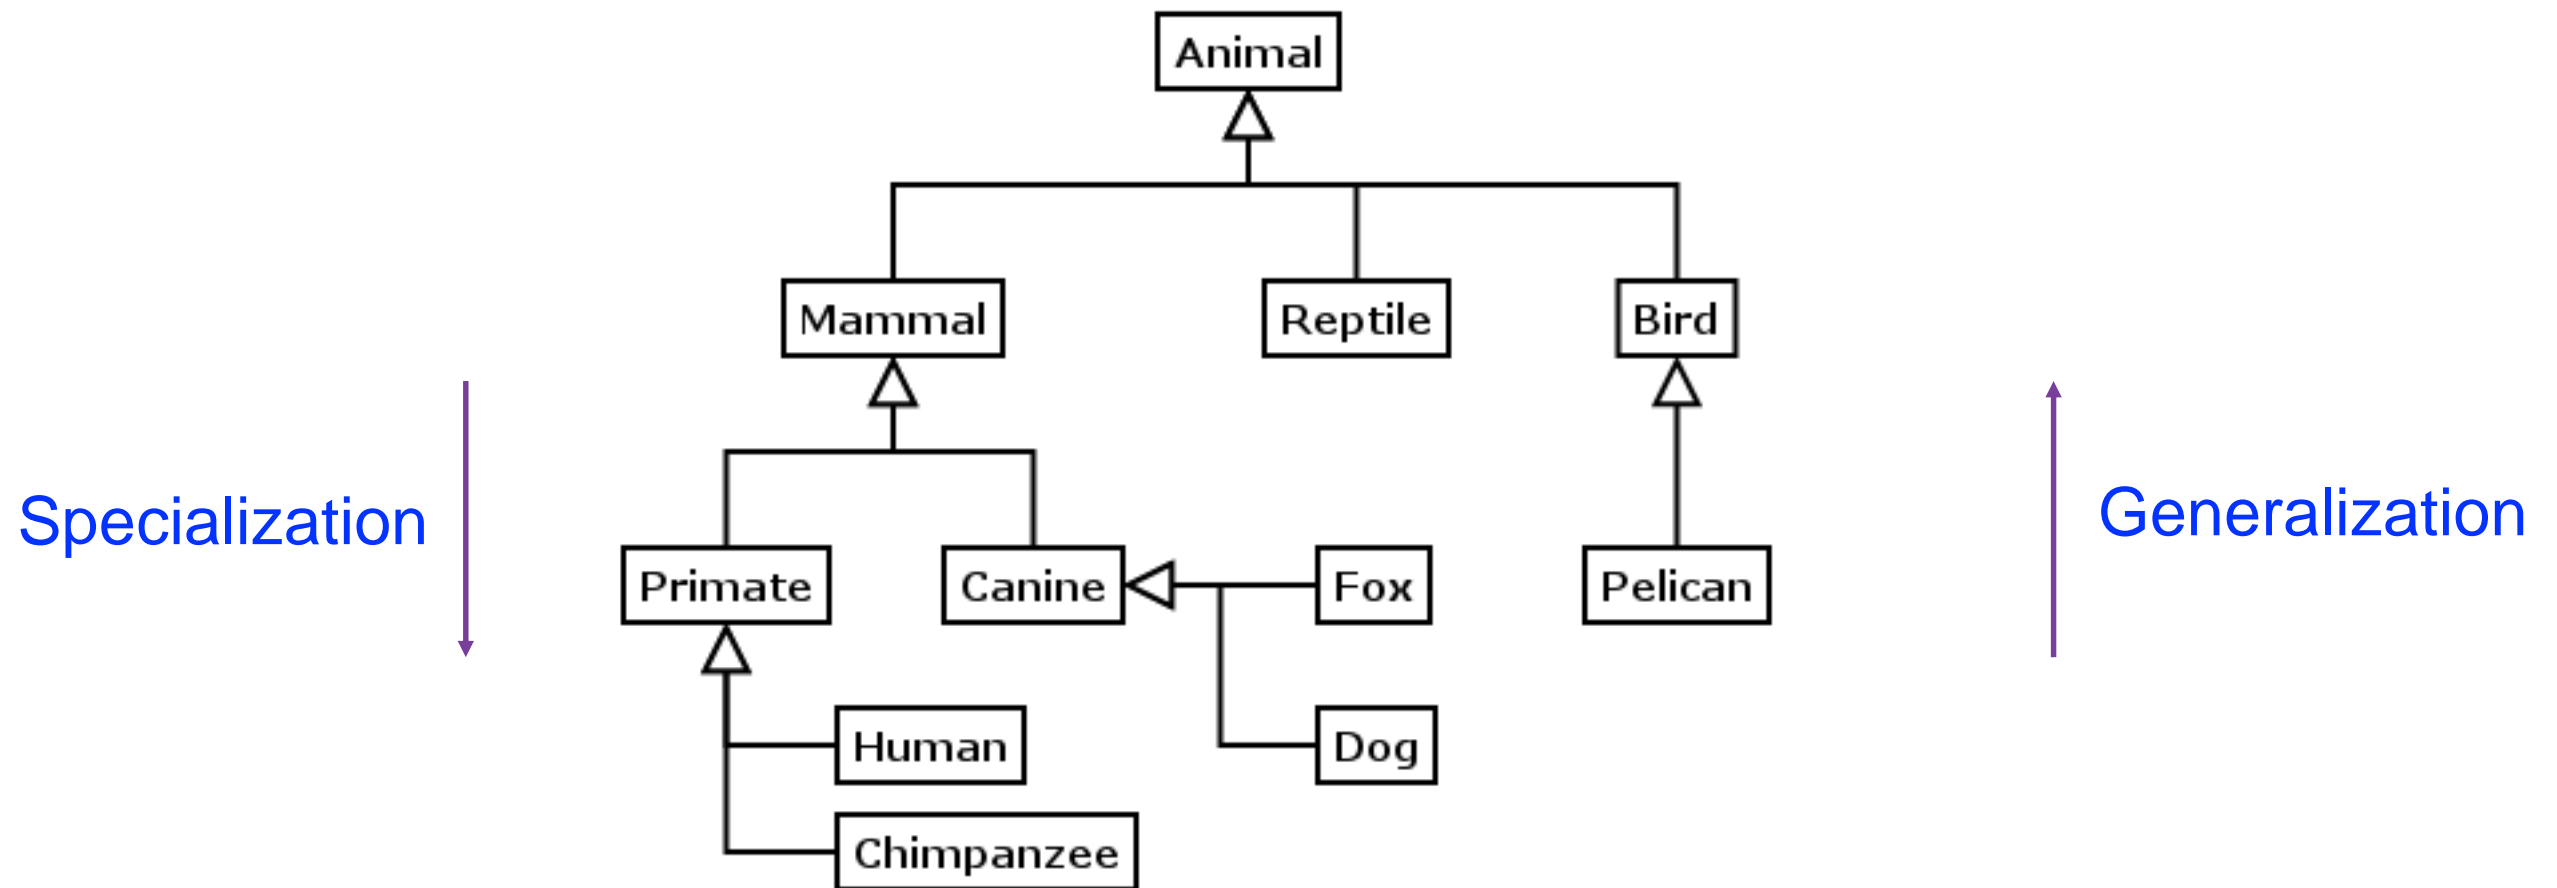 Animal
Mammal
Reptile
Bird
Specialization
Generalization
Primate
Canine
Fox
Pelican
Human
Dog
Chimpanzee